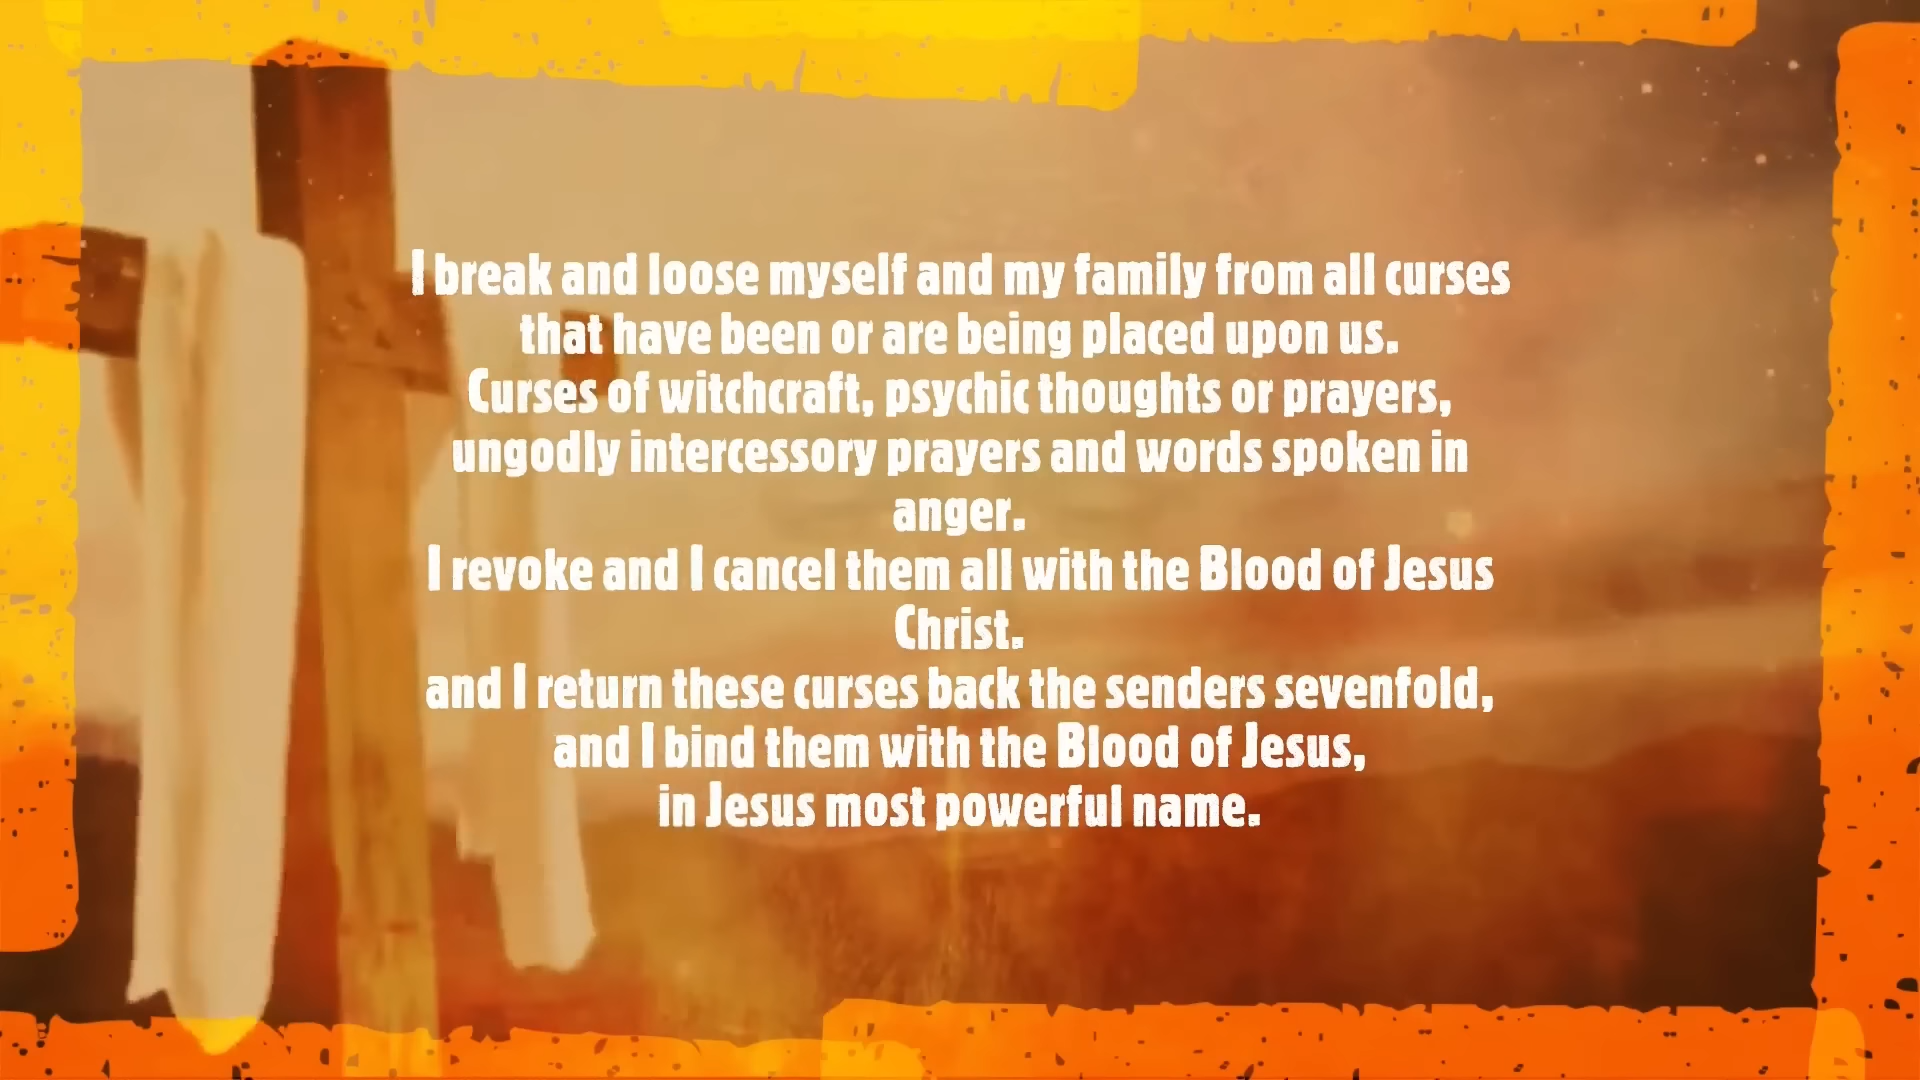 I break and loose myself and my family from all curses
that have been or are being placed upon us.
Curses of witchcraft, psychic thoughts or prayers,
ungodly intercessory prayers and words spoken in
anger.
I revoke and I cancel them all with the Blood of Jesus
Christ.
and I return these curses back the senders sevenfold,
and I bind them with the Blood of Jesus,
in Jesus most powerful name.